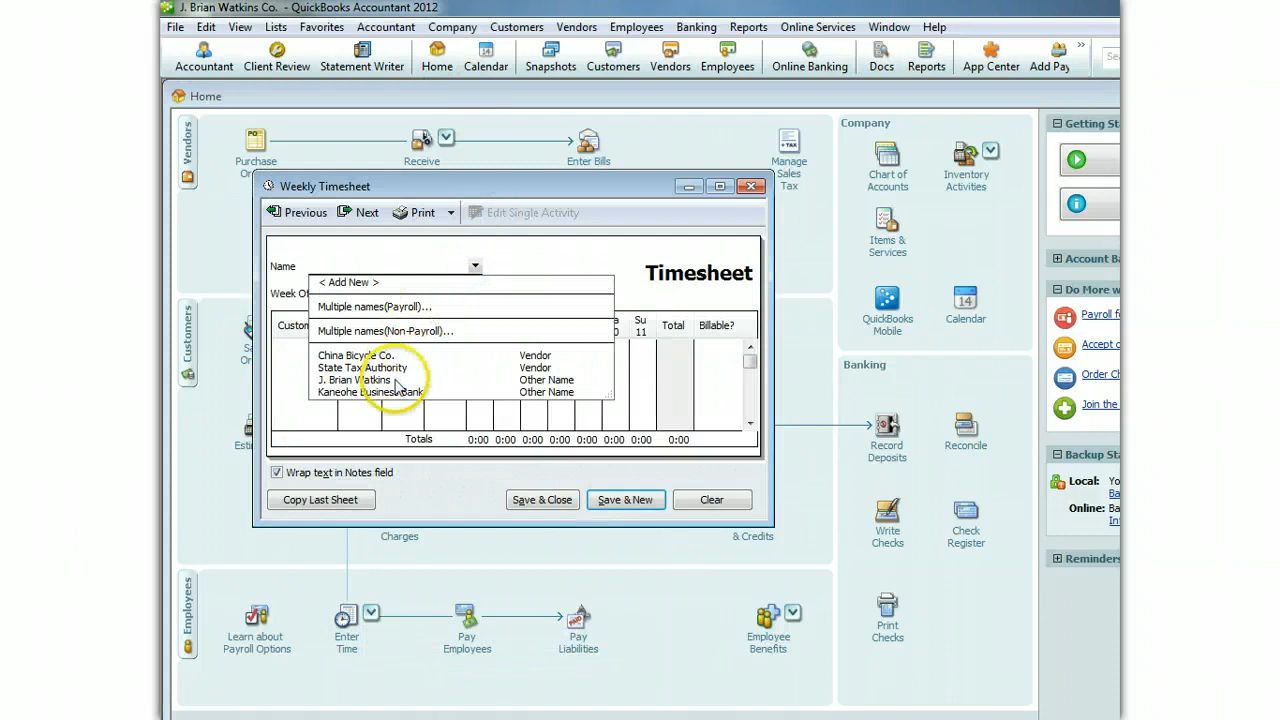 J. Brian Watkins Co. - QuickBooks Accountant 2012
File Edit View Lists Favorites Accountant Company Customers Vendors Employees Banking Reports Online Services Window Help
Accountant Client Review Statement Writer Home Calendar Snapshots Customers Vendors Employees Online Banking Docs Reports App Center Add Pay
Home
Vendors
Purchase
Receive
Enter Bills
Manage
Sales
Tax
Weekly Timesheet
Previous Next Print Edit Single Activity
Name
Timesheet
< Add New >
Week Of
Multiple names(Payroll)...
Multiple names(Non-Payroll)...
Total Billable?
Su
11
China Bicycle Co. Vendor
State Tax Authority Vendor
J. Brian Watkins Other Name
Kaneohe Business Bank Other Name
Totals 0:00 0:00 0:00 0:00 0:00 0:00 0:00 0:00
Wrap text in Notes field
Copy Last Sheet Save & Close Save & New Clear
Customers
Charges
& Credits
Employees
Learn about
Payroll Options
Enter
Time
Pay
Employees
Pay
Liabilities
Employee
Benefits
Company
Chart of
Accounts
Inventory
Activities
Items &
Services
QuickBooks
Mobile
14
Calendar
Banking
Record
Deposits
Reconcile
Write
Checks
Check
Register
Print
Checks
Getting St
Account Ba
Do More w
Payroll f
Accept c
Order Ch
Join the
Backup Sta
Local: Yo
Ba
Online: Ba
Inf
Reminders